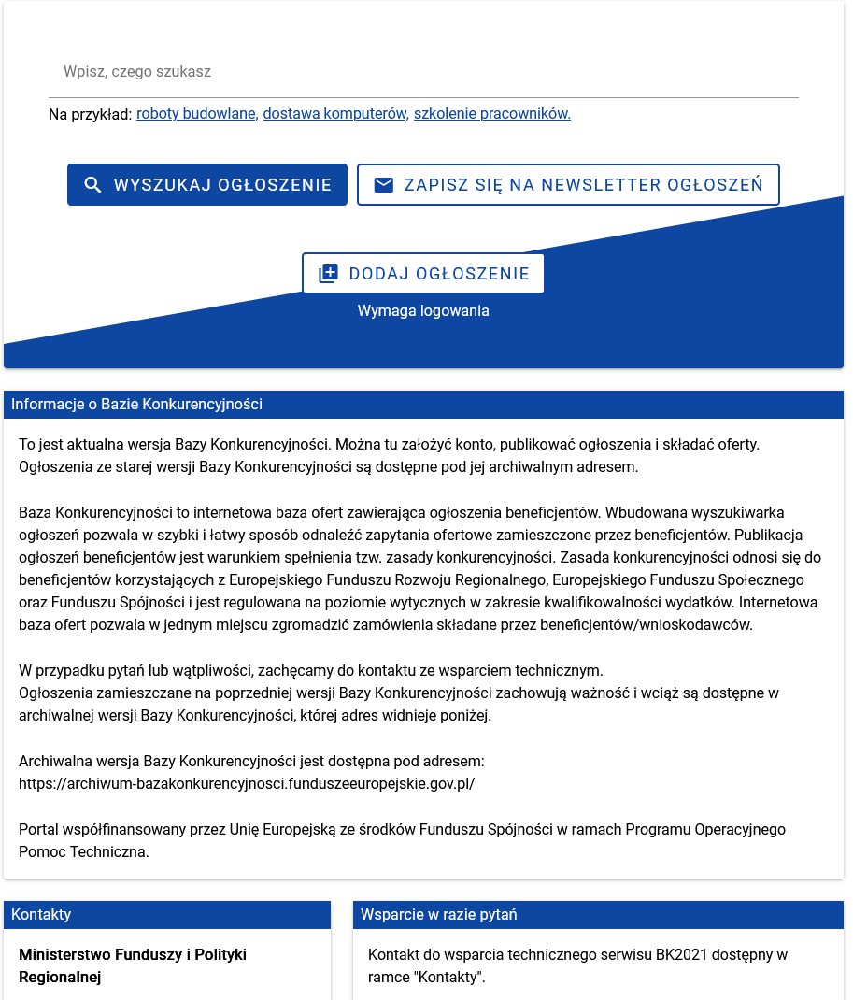 Wpisz, czego szukasz
Na przykład: roboty budowlane, dostawa komputerów, szkolenie pracowników.
WYSZUKAJ OGŁOSZENIE
ZAPISZ SIĘ NA NEWSLETTER OGŁOSZEŃ
DODAJ OGŁOSZENIE
Wymaga logowania
Informacje o Bazie Konkurencyjności
To jest aktualna wersja Bazy Konkurencyjności. Można tu założyć konto, publikować ogłoszenia i składać oferty.
Ogłoszenia ze starej wersji Bazy Konkurencyjności są dostępne pod jej archiwalnym adresem.
Baza Konkurencyjności to internetowa baza ofert zawierająca ogłoszenia beneficjentów. Wbudowana wyszukiwarka
ogłoszeń pozwala w szybki i łatwy sposób odnaleźć zapytania ofertowe zamieszczone przez beneficjentów. Publikacja
ogłoszeń beneficjentów jest warunkiem spełnienia tzw. zasady konkurencyjności. Zasada konkurencyjności odnosi się do
beneficjentów korzystających z Europejskiego Funduszu Rozwoju Regionalnego, Europejskiego Funduszu Społecznego
oraz Funduszu Spójności i jest regulowana na poziomie wytycznych w zakresie kwalifikowalności wydatków. Internetowa
baza ofert pozwala w jednym miejscu zgromadzić zamówienia składane przez beneficjentów/wnioskodawców.
W przypadku pytań lub wątpliwości, zachęcamy do kontaktu ze wsparciem technicznym.
Ogłoszenia zamieszczane na poprzedniej wersji Bazy Konkurencyjności zachowują ważność i wciąż są dostępne w
archiwalnej wersji Bazy Konkurencyjności, której adres widnieje poniżej.
Archiwalna wersja Bazy Konkurencyjności jest dostępna pod adresem:
https://archiwum-bazakonkurencyjnosci.funduszeeuropejskie.gov.pl/
Portal współfinansowany przez Unię Europejską ze środków Funduszu Spójności w ramach Programu Operacyjnego
Pomoc Techniczna.
Kontakty
Ministerstwo Funduszy i Polityki
Regionalnej
Wsparcie w razie pytań
Kontakt do wsparcia technicznego serwisu BK2021 dostępny w
ramce "Kontakty".